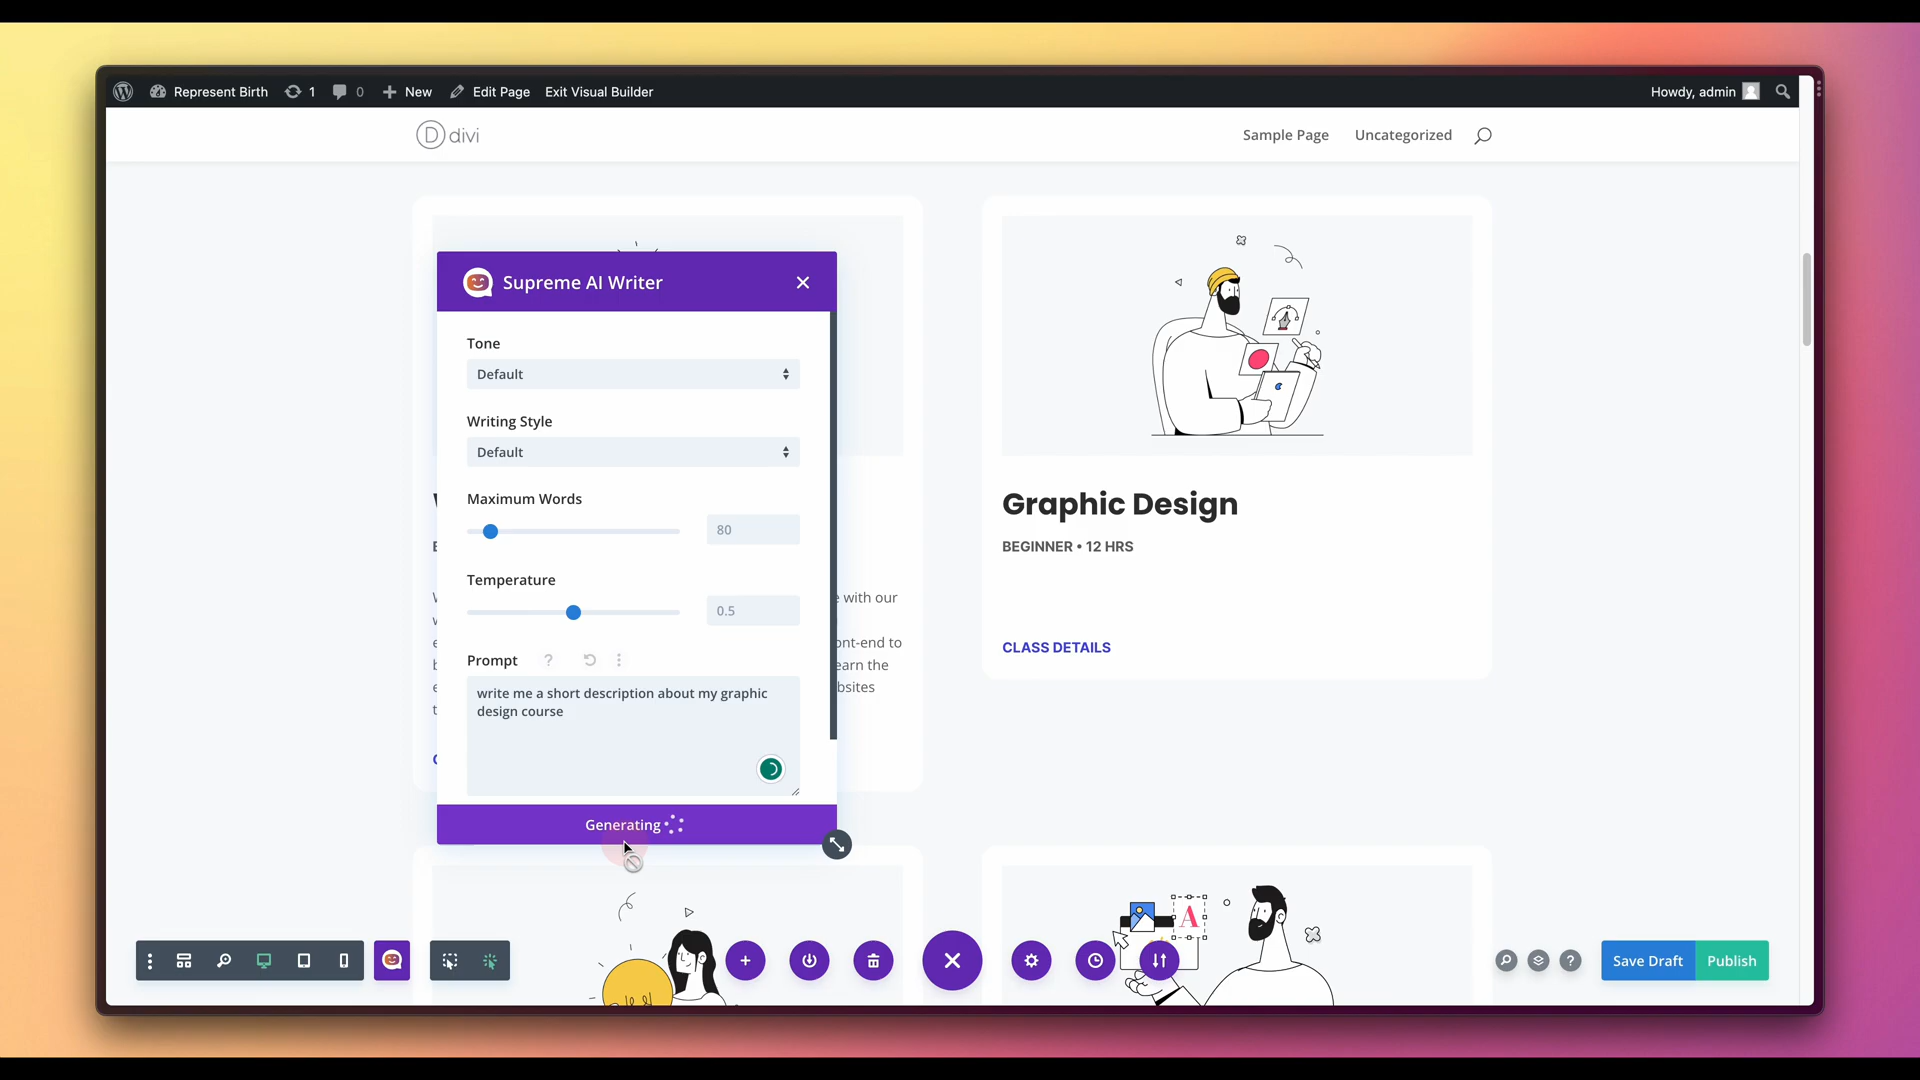 Represent Birth
1
0
New
Edit Page
Exit Visual Builder
Howdy, admin
D divi
Sample Page
Uncategorized
Supreme AI Writer
Tone
Default
Writing Style
Default
Maximum Words
80
Temperature
0.5
Prompt
?
write me a short description about my graphic
design course
Generating
with our
ont-end to
earn the
bsites
Graphic Design
BEGINNER • 12 HRS
CLASS DETAILS
A
?
Save Draft
Publish